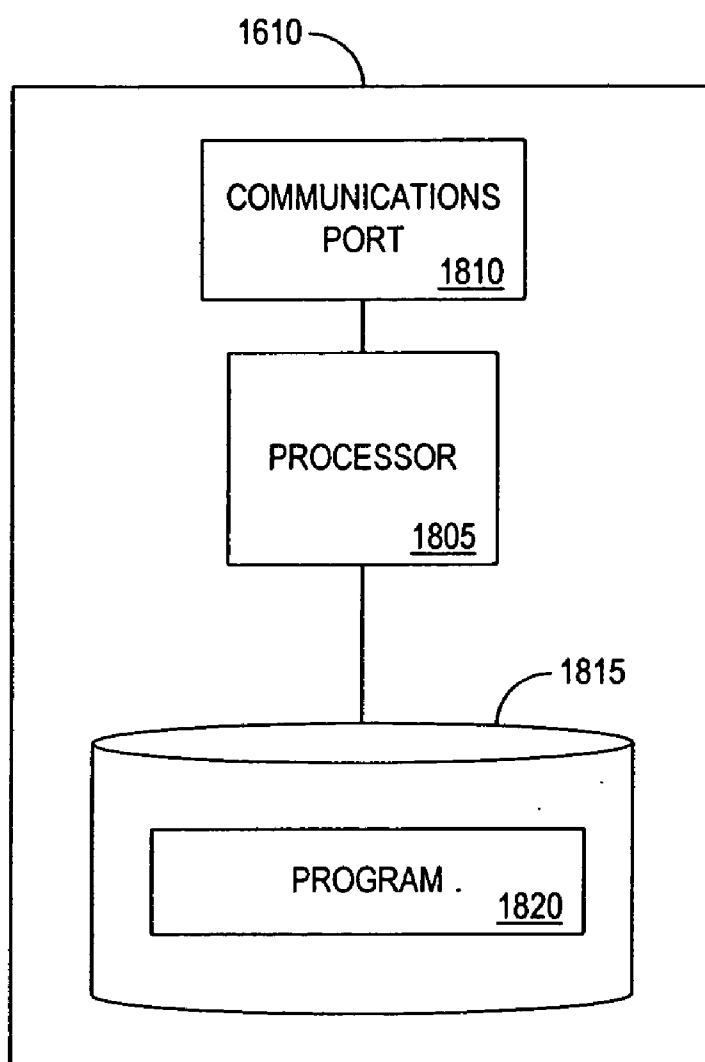 1610
COMMUNICATIONS
PORT
1810
PROCESSOR
1805
1815
PROGRAM .
1820